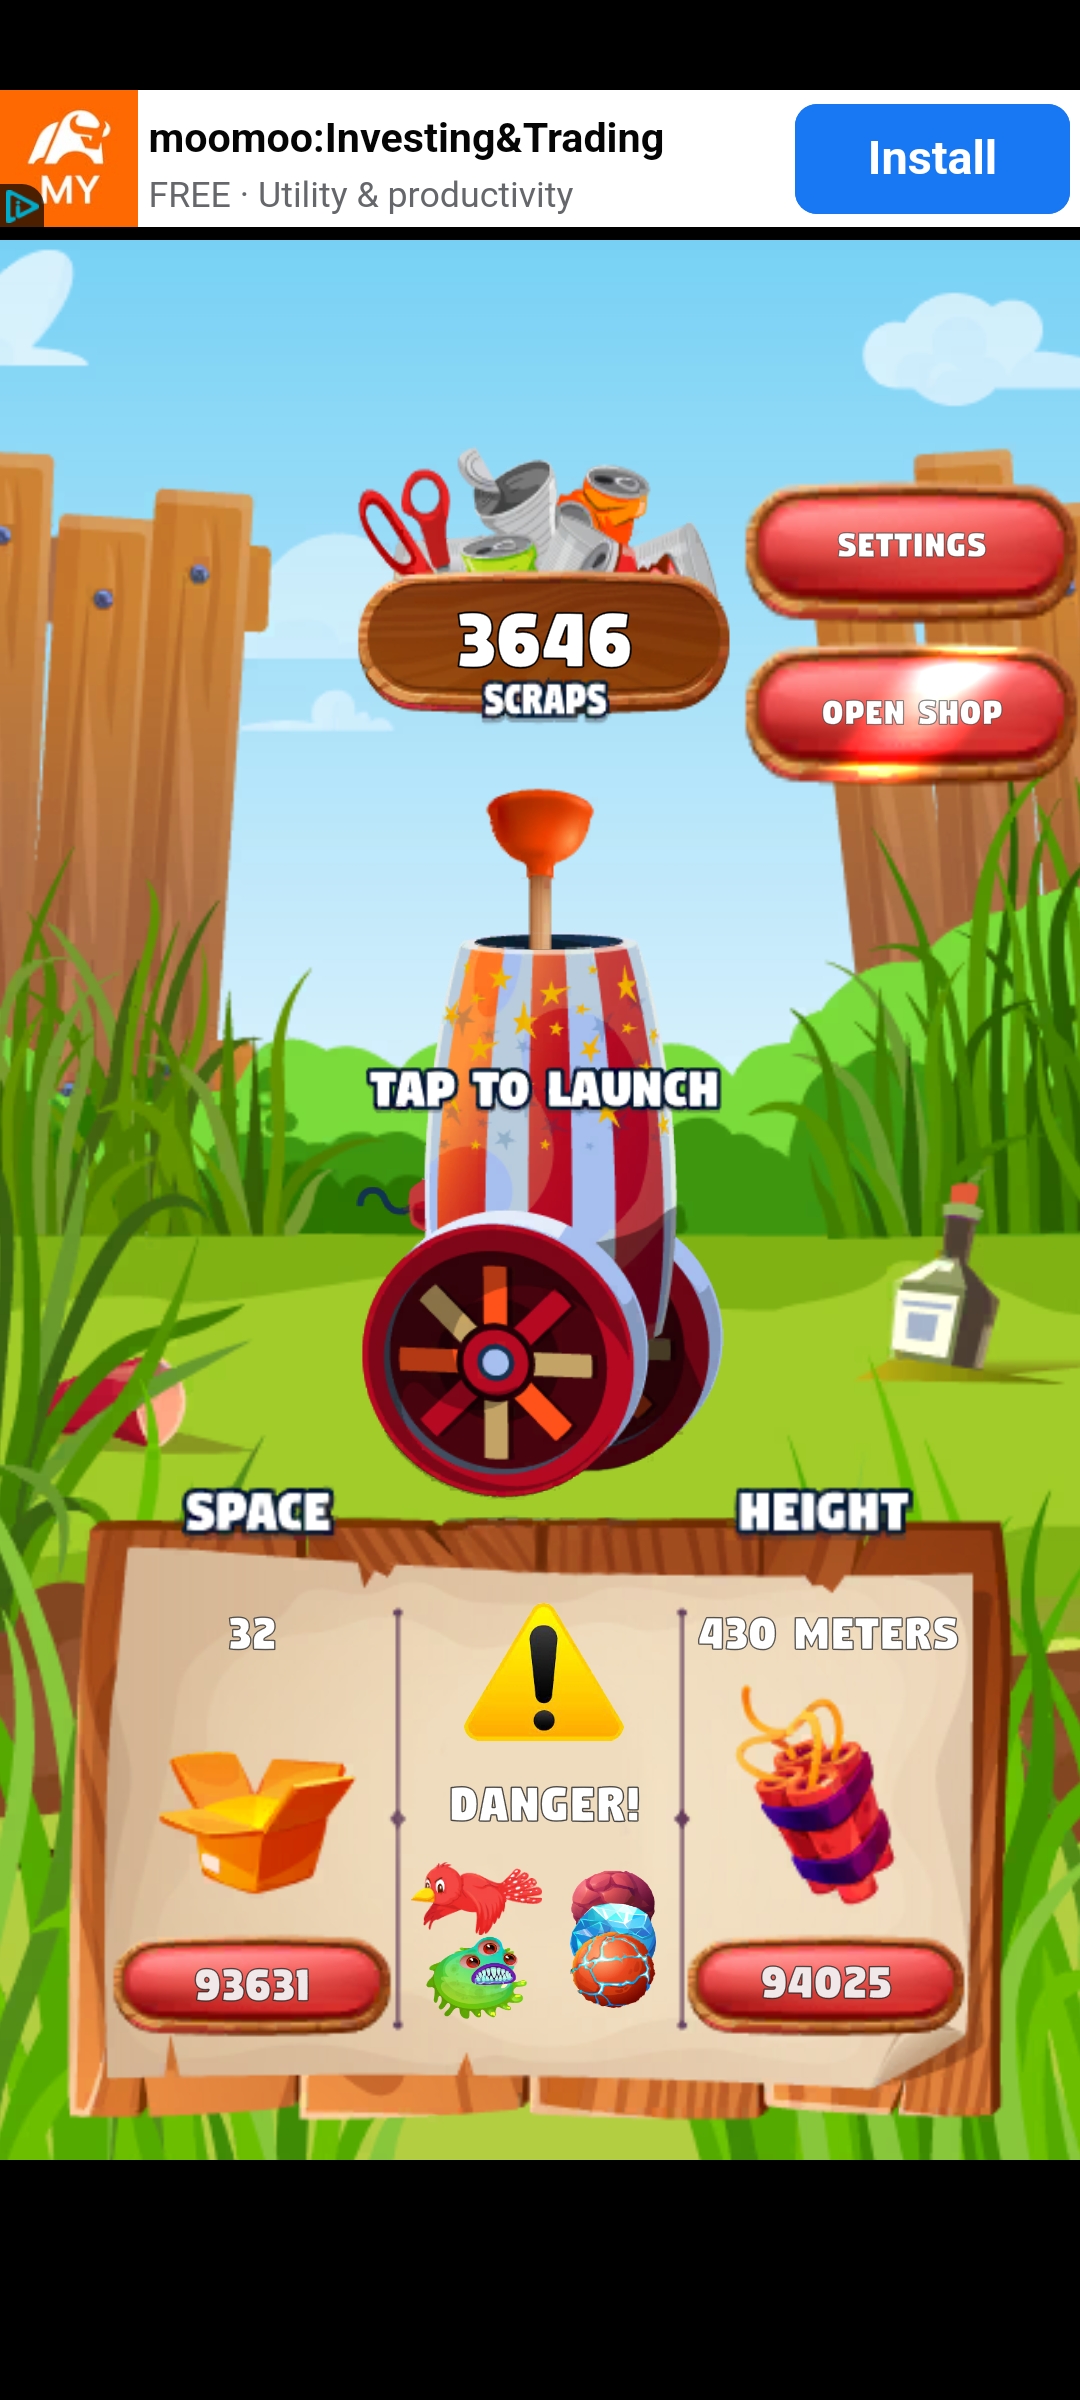 moomoo:Investing&Trading
FREE · Utility & productivity
Install
MY
SETTINGS
3646
SCRAPS
OPEN SHOP
TAP TO LAUNCH
SPACE
HEIGHT
32
430 METERS
DANGER!
93631
94025